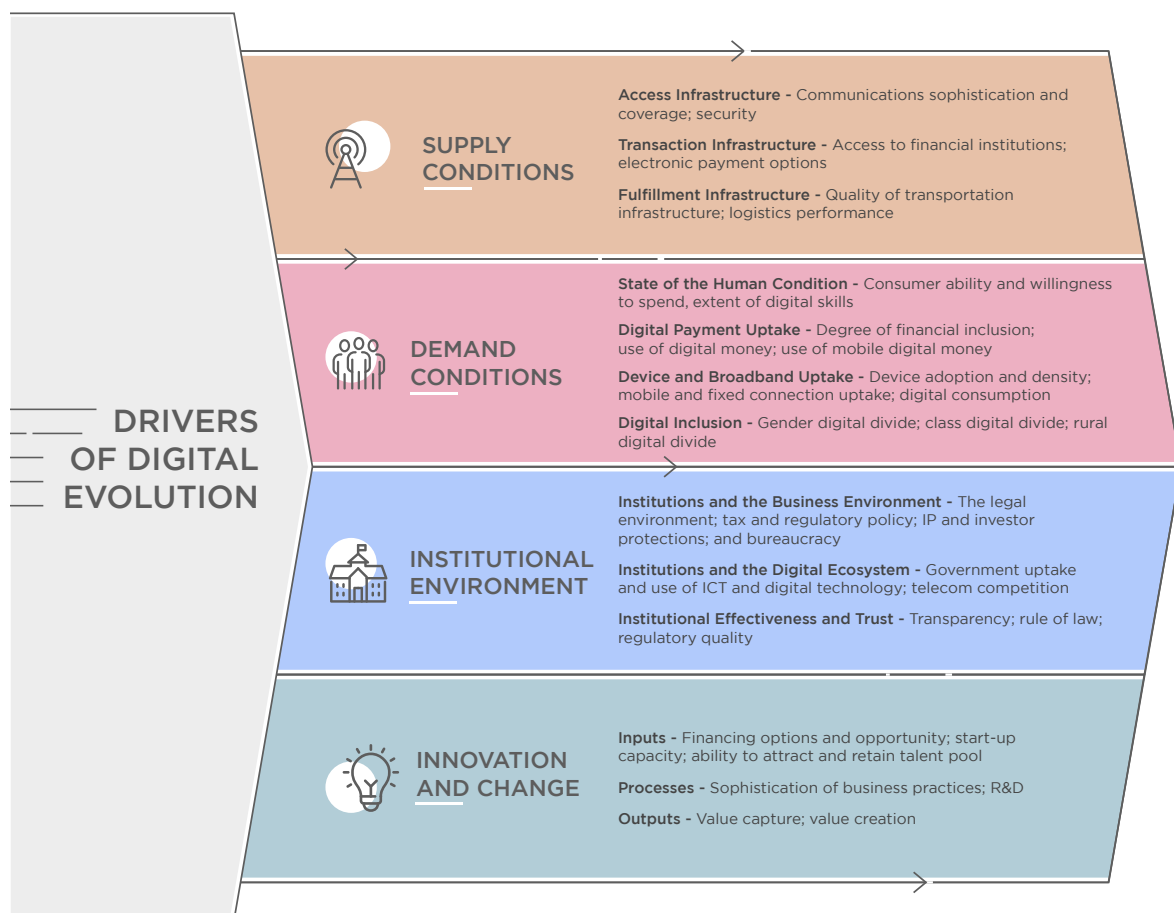 DRIVERS
OF DIGITAL
EVOLUTION
SUPPLY
CONDITIONS
Access Infrastructure - Communications sophistication and
coverage; security
Transaction Infrastructure - Access to financial institutions;
electronic payment options
Fulfillment Infrastructure - Quality of transportation
infrastructure; logistics performance
DEMAND
CONDITIONS
State of the Human Condition - Consumer ability and willingness
to spend, extent of digital skills
Digital Payment Uptake - Degree of financial inclusion;
use of digital money; use of mobile digital money
Device and Broadband Uptake - Device adoption and density;
mobile and fixed connection uptake; digital consumption
Digital Inclusion - Gender digital divide; class digital divide; rural
digital divide
INSTITUTIONAL
ENVIRONMENT
Institutions and the Business Environment - The legal
environment; tax and regulatory policy; IP and investor
protections; and bureaucracy
Institutions and the Digital Ecosystem - Government uptake
and use of ICT and digital technology; telecom competition
Institutional Effectiveness and Trust - Transparency; rule of law;
regulatory quality
INNOVATION
AND CHANGE
Inputs - Financing options and opportunity; start-up
capacity; ability to attract and retain talent pool
Processes - Sophistication of business practices; R&D
Outputs - Value capture; value creation